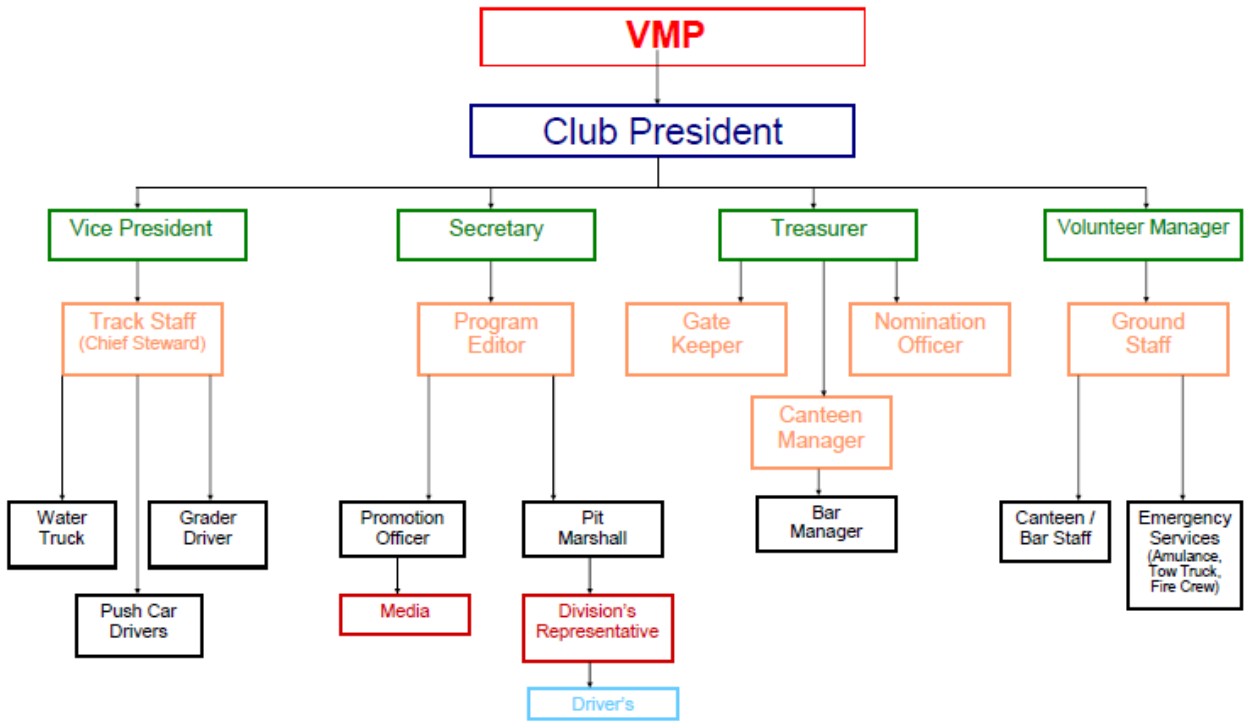 VMP
Club President
Vice President
Secretary
Treasurer
Volunteer Manager
Track Staff
(Chief Steward)
Program
Editor
Gate
Keeper
Nomination
Officer
Ground
Staff
Canteen
Manager
Water
Truck
Grader
Driver
Promotion
Officer
Pit
Marshall
Bar
Manager
Canteen /
Bar Staff
Emergency
Services
(Amulance,
Tow Truck,
Fire Crew)
Push Car
Drivers
Media
Division's
Representative
Driver's